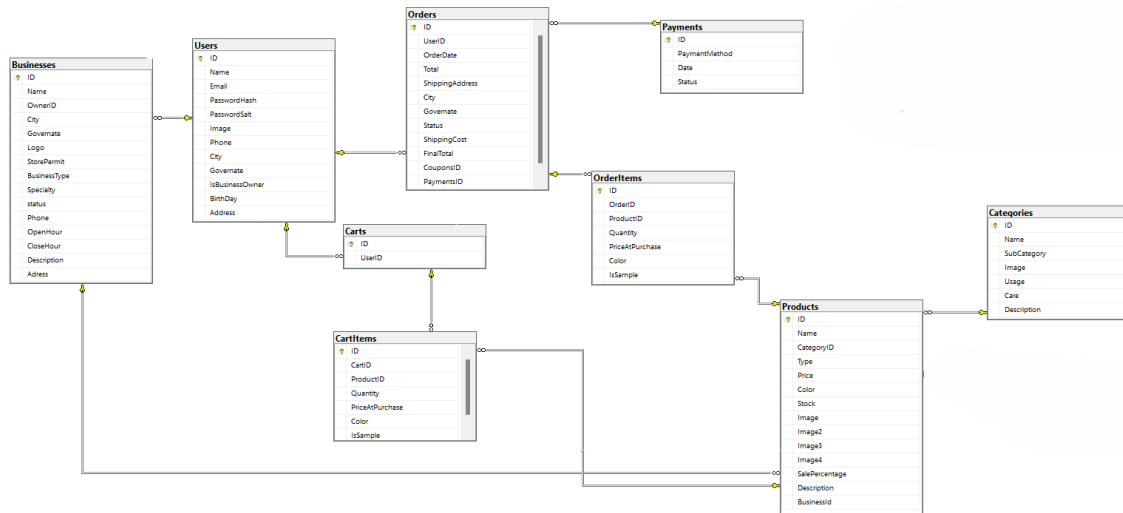 Businesses
ID
Name
OwnerID
City
Governate
Logo
StorePermit
BusinessType
Specialty
status
Phone
OpenHour
CloseHour
Description
Adress
Users
ID
Name
Email
PasswordHash
PasswordSalt
Image
Phone
City
Governate
IsBusinessOwner
BirthDay
Address
Orders
ID
UserID
OrderDate
Total
ShippingAddress
City
Governate
Status
ShippingCost
FinalTotal
CouponsID
PaymentsID
Payments
ID
PaymentMethod
Date
Status
Carts
ID
UserID
CartItems
ID
CartID
ProductID
Quantity
PriceAtPurchase
Color
IsSample
OrderItems
ID
OrderID
ProductID
Quantity
PriceAtPurchase
Color
IsSample
Products
ID
Name
CategoryID
Type
Price
Color
Stock
Image
Image2
Image3
Image4
SalePercentage
Description
BusinessId
Categories
ID
Name
SubCategory
Image
Usage
Care
Description